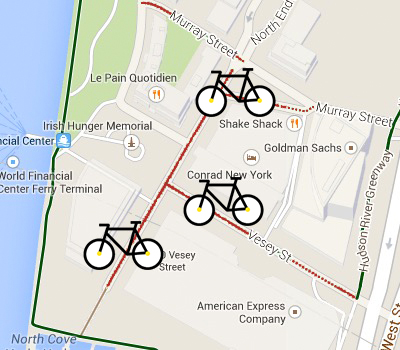 Murray Street
North End
Le Pain Quotidien
Murray Street
Shake Shack
Irish Hunger Memorial
ncial Center
Goldman Sachs
World Financial
Center Ferry Terminal
Conrad New York
Hudson River Greenway
Vesey St
0 Vesey
Street
American Express
Company
West St
North Cove